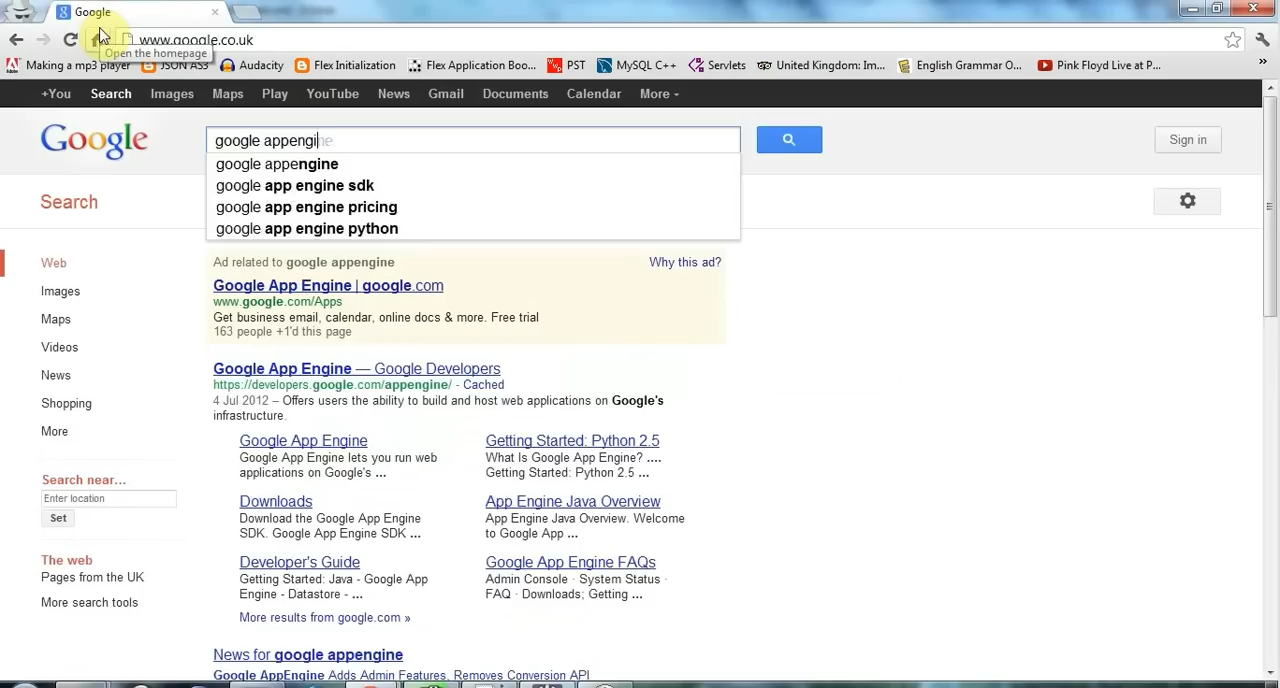 Google
www.google.co.uk
Open the homepage
Making a mp3 player
JSON AS3
Audacity
Flex Initialization
Flex Application Boo...
PST
MySQL C++
Servlets
United Kingdom: Im...
English Grammar O...
Pink Floyd Live at P...
»
+You Search Images Maps Play YouTube News Gmail Documents Calendar More
Google
google appengine
Sign in
google appengine
google app engine sdk
google app engine pricing
google app engine python
Search
Web
Images
Maps
Videos
News
Shopping
More
Search near...
Enter location
Set
The web
Pages from the UK
More search tools
Ad related to google appengine
Why this ad?
Google App Engine | google.com
www.google.com/Apps
Get business email, calendar, online docs & more. Free trial
163 people +1'd this page
Google App Engine — Google Developers
https://developers.google.com/appengine/ - Cached
4 Jul 2012 – Offers users the ability to build and host web applications on Google's
infrastructure.
Google App Engine
Google App Engine lets you run web
applications on Google's ...
Getting Started: Python 2.5
What Is Google App Engine? ....
Getting Started: Python 2.5 ...
Downloads
Download the Google App Engine
SDK. Google App Engine SDK ...
App Engine Java Overview
App Engine Java Overview. Welcome
to Google App ...
Developer's Guide
Getting Started: Java - Google App
Engine - Datastore - ...
Google App Engine FAQs
Admin Console · System Status ·
FAQ · Downloads; Getting ...
More results from google.com »
News for google appengine
Google AppEngine Adds Admin Features, Removes Conversion API